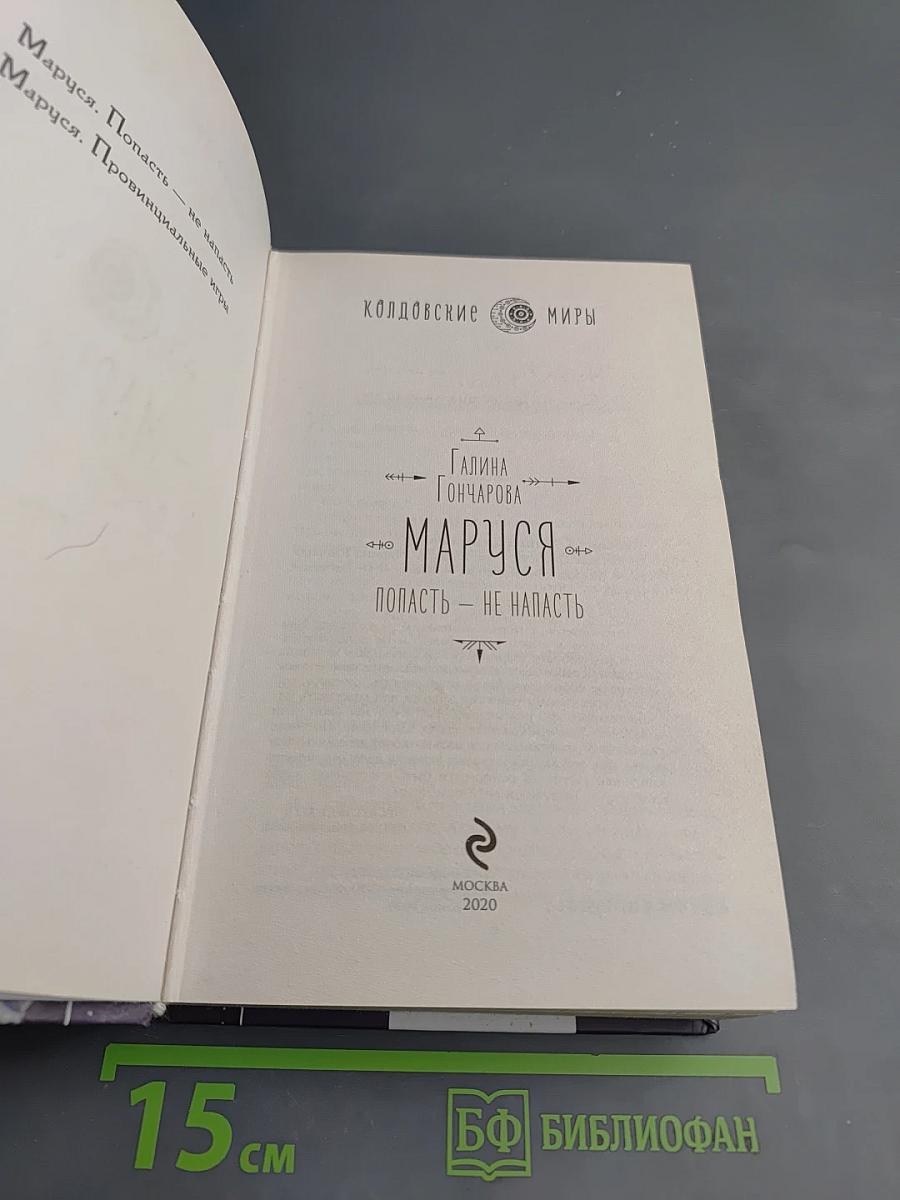 Маруся. Попасть — не напасть
Маруся. Провинциальные игры
КОЛДОВСКИЕ МИРЫ
ГАЛИНА
ГОНЧАРОВА
МАРУСЯ
ПОПАСТЬ — НЕ НАПАСТЬ
МОСКВА
2020
15 см
БФ БИБЛИОФАН